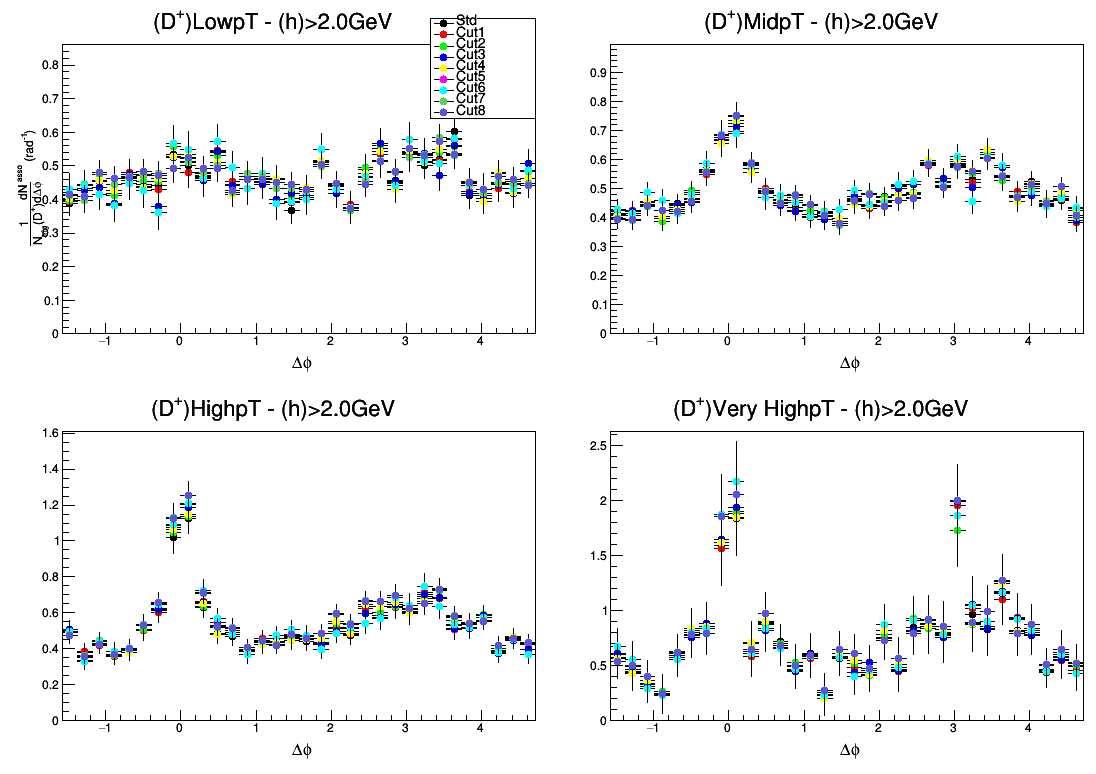 (D⁺)LowpT - (h)>2.0GeV
Std
Cut1
Cut2
Cut3
Cut4
Cut5
Cut6
Cut7
Cut8
0.8
0.7
0.6
0.5
0.4
0.3
0.2
0.1
0
dN^asso (rad⁻¹)
1
−1 0 1 2 3 4
Δϕ
(D⁺)MidpT - (h)>2.0GeV
0.9
0.8
0.7
0.6
0.5
0.4
0.3
0.2
0.1
0
−1 0 1 2 3 4
Δϕ
(D⁺)HighpT - (h)>2.0GeV
1.6
1.4
1.2
1
0.8
0.6
0.4
0.2
0
−1 0 1 2 3 4
Δϕ
(D⁺)Very HighpT - (h)>2.0GeV
2.5
2
1.5
1
0.5
0
−1 0 1 2 3 4
Δϕ